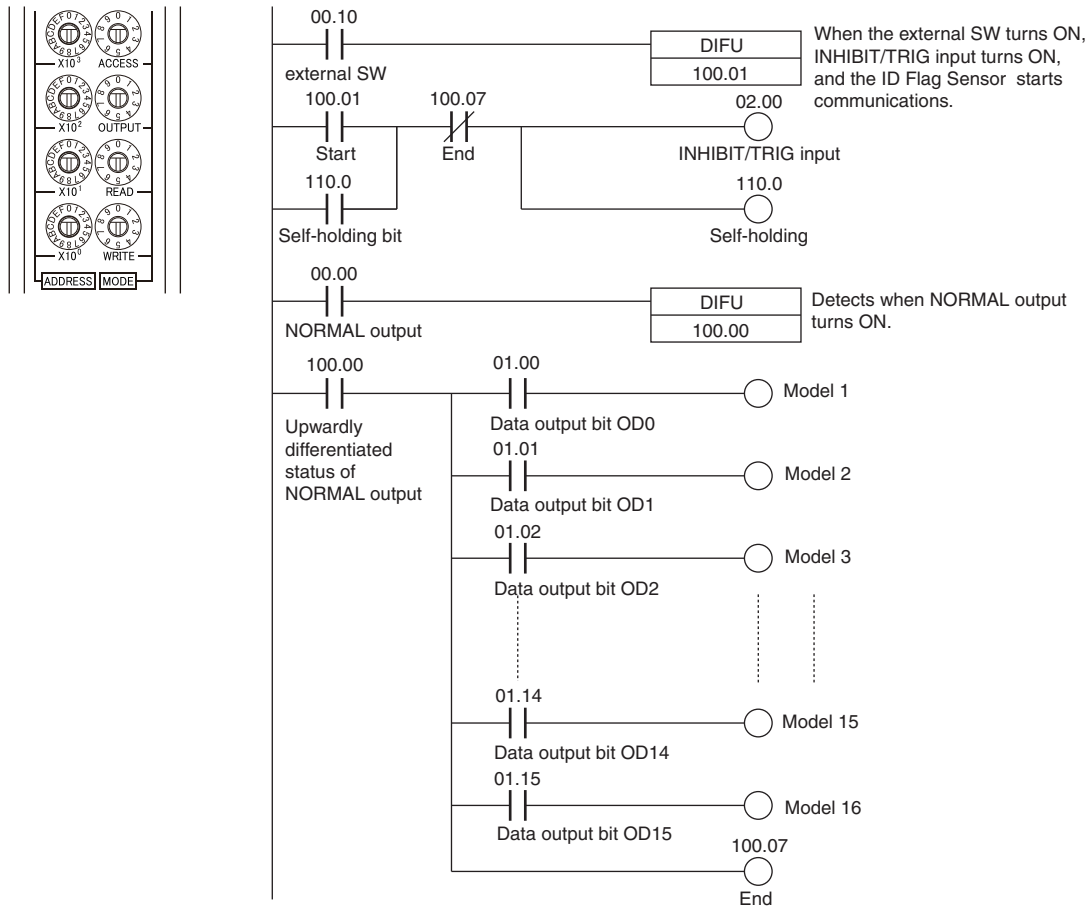 X10³ ACCESS
X10² OUTPUT
X10¹ READ
X10⁰ WRITE
ADDRESS MODE
00.10
external SW
DIFU
100.01
When the external SW turns ON,
INHIBIT/TRIG input turns ON,
and the ID Flag Sensor starts
communications.
100.01
Start
100.07
End
02.00
INHIBIT/TRIG input
110.0
Self-holding bit
110.0
Self-holding
00.00
NORMAL output
DIFU
100.00
Detects when NORMAL output
turns ON.
100.00
Upwardly
differentiated
status of
NORMAL output
01.00
Data output bit OD0
Model 1
01.01
Data output bit OD1
Model 2
01.02
Data output bit OD2
Model 3
01.14
Data output bit OD14
Model 15
01.15
Data output bit OD15
Model 16
100.07
End